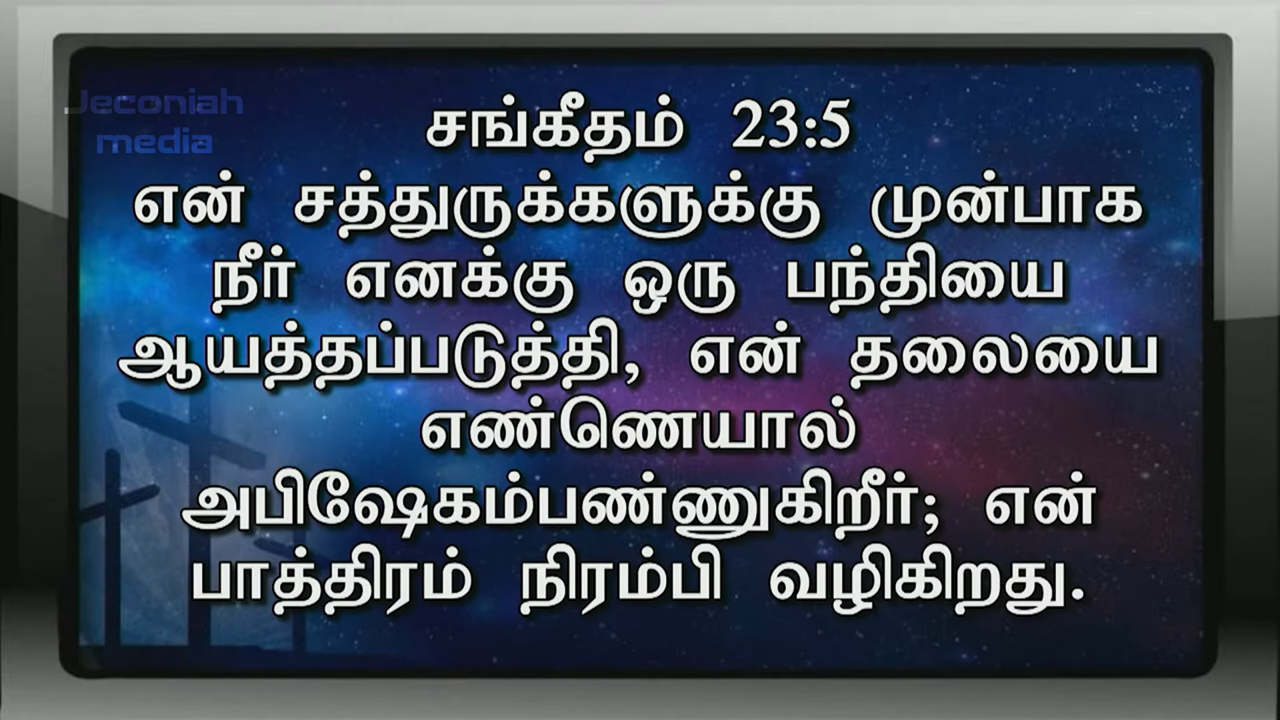 Jeconiah
media
சங்கீதம் 23:5
என் சத்துருக்களுக்கு முன்பாக
நீர் எனக்கு ஒரு பந்தியை
ஆயத்தப்படுத்தி, என் தலையை
எண்ணெயால்
அபிஷேகம்பண்ணுகிறீர்; என்
பாத்திரம் நிரம்பி வழிகிறது.